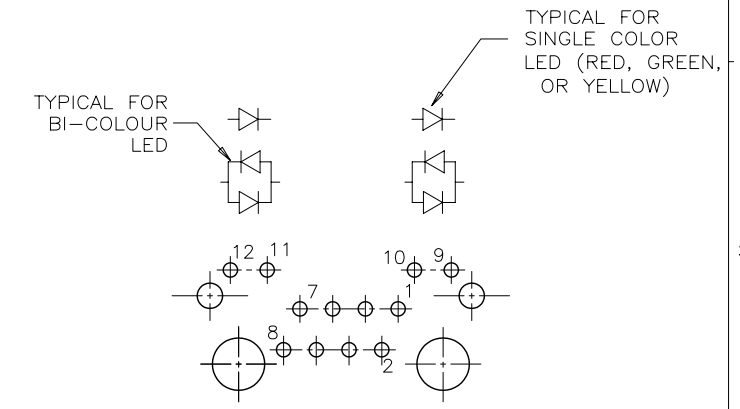 TYPICAL FOR
SINGLE COLOR
LED (RED, GREEN,
OR YELLOW)
TYPICAL FOR
BI-COLOUR
LED
12 11
10 9
7 1
8 2